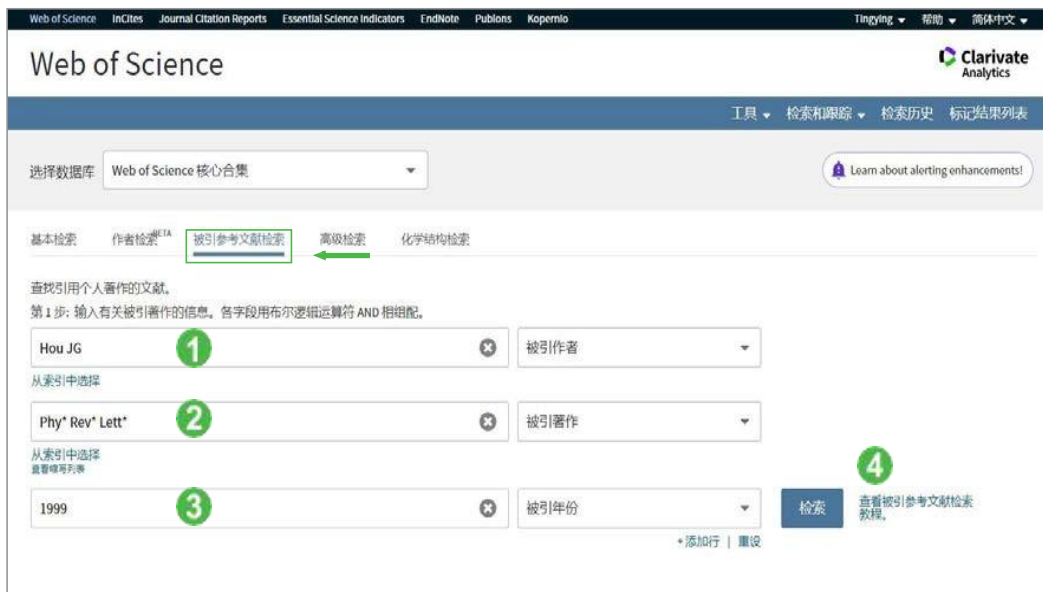 Web of Science InCites Journal Citation Reports Essential Science Indicators EndNote Publons Kopernio Tingying 帮助 简体中文
Web of Science
Clarivate
Analytics
工具 检索和跟踪 检索历史 标记结果列表
选择数据库 Web of Science 核心合集 Learn about alerting enhancements!
基本检索 作者检索BETA 被引参考文献检索 高级检索 化学结构检索
查找引用个人著作的文献。
第 1 步: 输入有关被引著作的信息。各字段用布尔逻辑运算符 AND 相组配。
Hou JG 1 被引作者
从索引中选择
Phy* Rev* Lett* 2 被引著作
从索引中选择
查看缩写列表
4
1999 3 被引年份 检索 查看被引参考文献检索
教程。
+添加行 | 重设